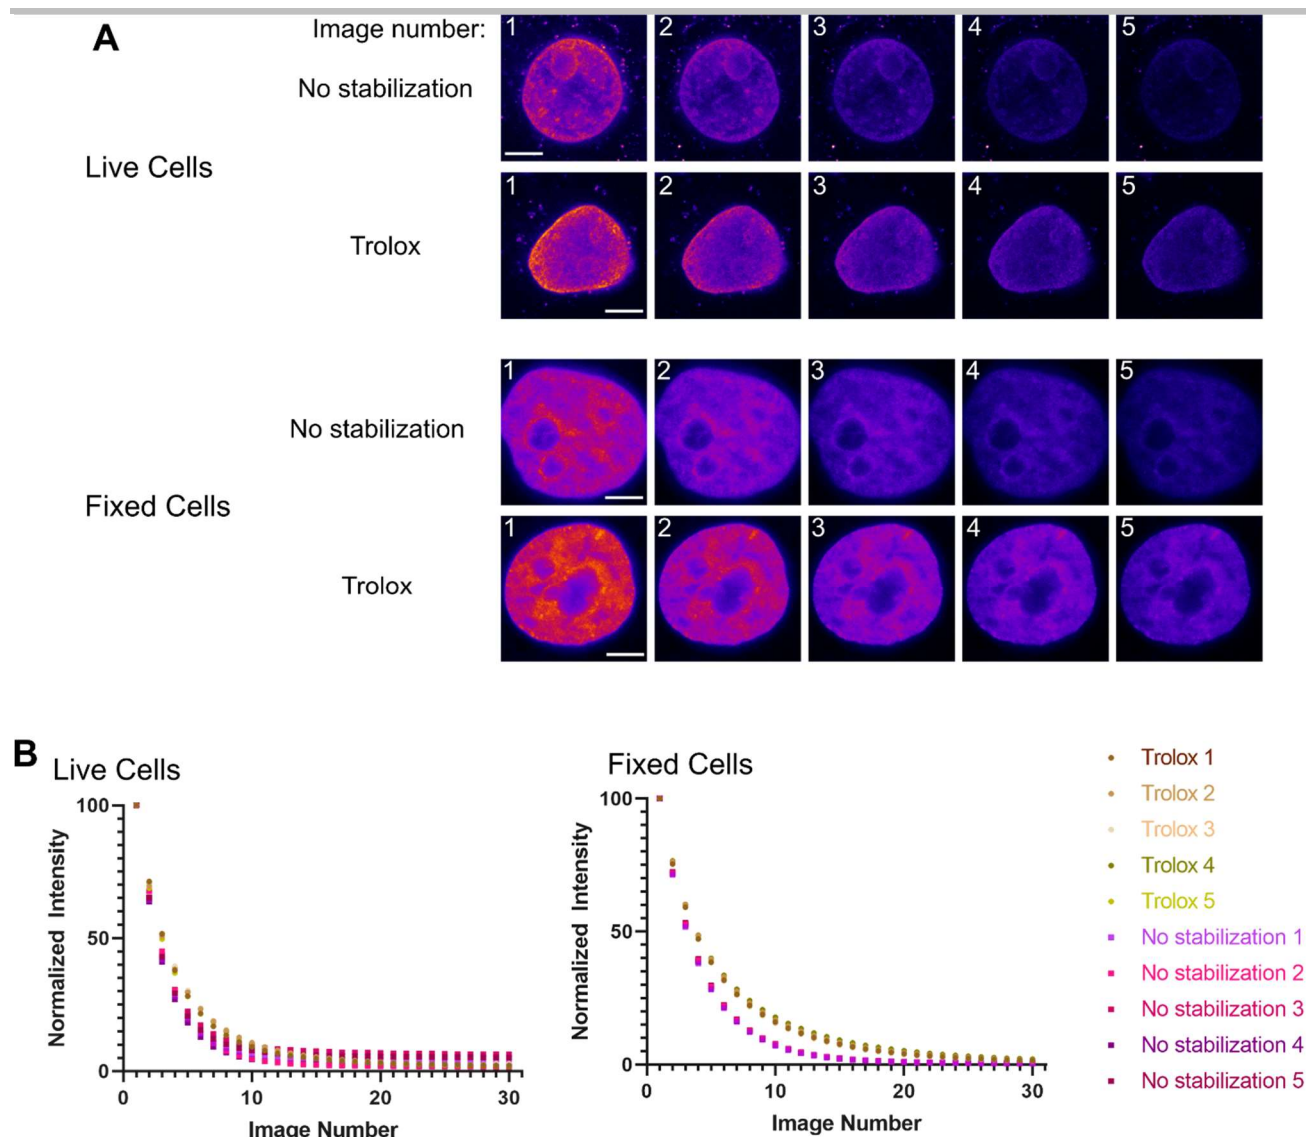 A
Image number:
1 2 3 4 5
No stabilization
Live Cells
1 2 3 4 5
Trolox
1 2 3 4 5
No stabilization
Fixed Cells
1 2 3 4 5
Trolox
B
Live Cells
Normalized Intensity
100
50
0
0 10 20 30
Image Number
Fixed Cells
Normalized Intensity
100
50
0
0 10 20 30
Image Number
Trolox 1
Trolox 2
Trolox 3
Trolox 4
Trolox 5
No stabilization 1
No stabilization 2
No stabilization 3
No stabilization 4
No stabilization 5